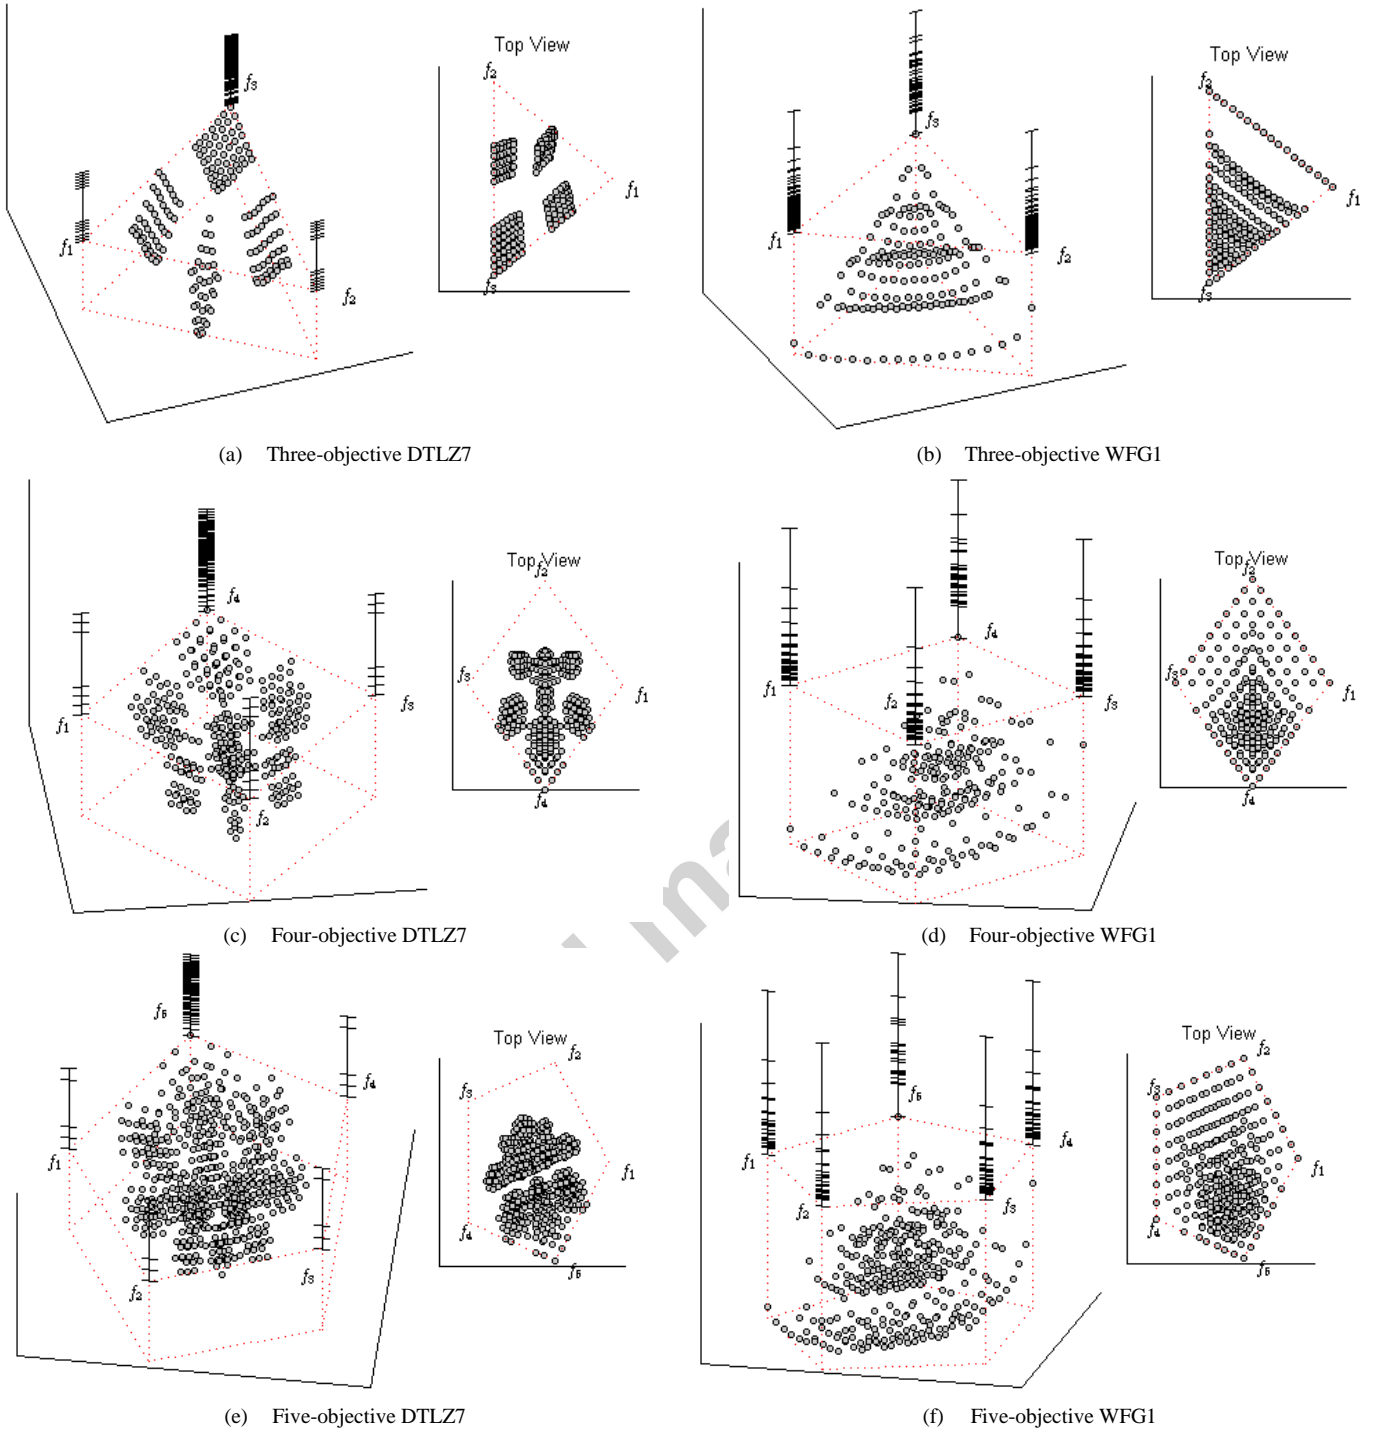 f₃
Top View
f₂
f₁
f₁
f₂
f₃
(a) Three-objective DTLZ7
f₃
Top View
f₂
f₁
f₂
f₁
f₃
(b) Three-objective WFG1
f₄
Top View
f₂
f₃
f₁
f₁
f₃
f₂
f₄
(c) Four-objective DTLZ7
f₄
Top View
f₂
f₁
f₂
f₃
f₃
f₁
f₄
(d) Four-objective WFG1
f₅
Top View
f₂
f₄
f₃
f₁
f₁
f₄
f₂
f₃
f₅
(e) Five-objective DTLZ7
f₅
Top View
f₂
f₃
f₁
f₄
f₁
f₂
f₃
f₄
f₅
(f) Five-objective WFG1